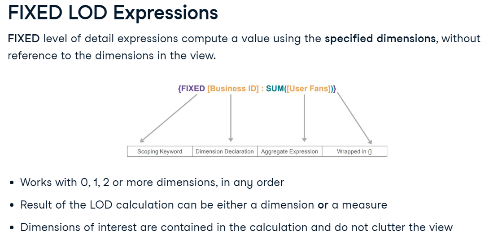 FIXED LOD Expressions
FIXED level of detail expressions compute a value using the specified dimensions, without
reference to the dimensions in the view.
{FIXED [Business ID] : SUM([User Fans])}
Scoping Keyword Dimension Declaration Aggregate Expression Wrapped in {}
▪ Works with 0, 1, 2 or more dimensions, in any order
• Result of the LOD calculation can be either a dimension or a measure
• Dimensions of interest are contained in the calculation and do not clutter the view